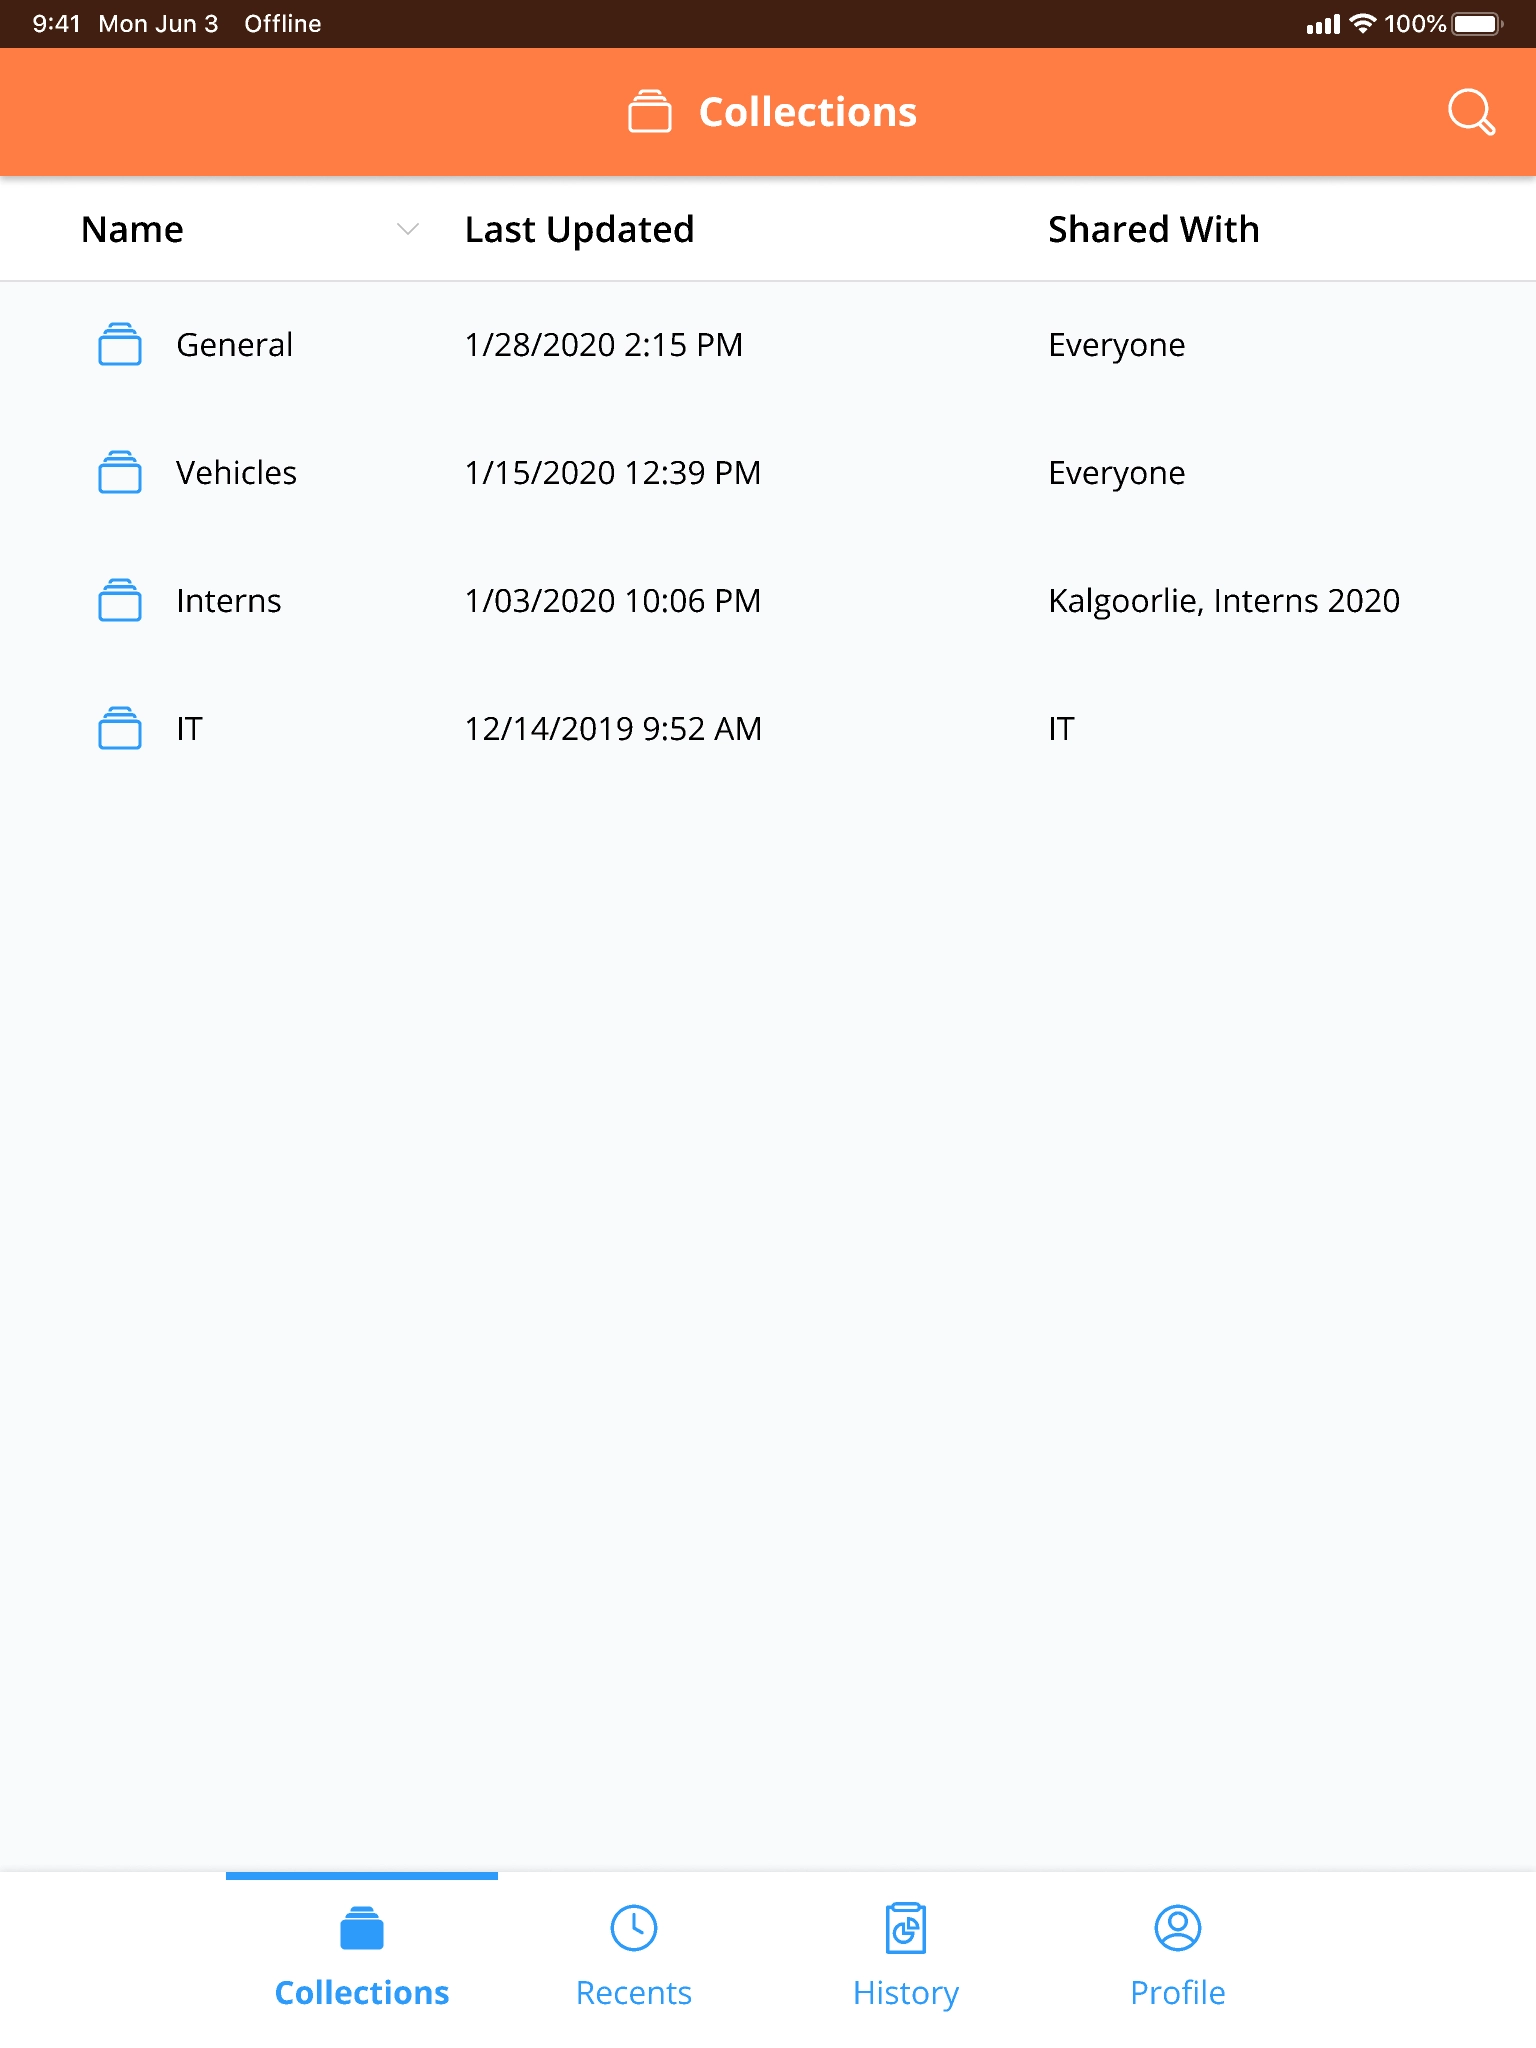 9:41 Mon Jun 3 Offline 100%
Collections
Name Last Updated Shared With
General 1/28/2020 2:15 PM Everyone
Vehicles 1/15/2020 12:39 PM Everyone
Interns 1/03/2020 10:06 PM Kalgoorlie, Interns 2020
IT 12/14/2019 9:52 AM IT
Collections Recents History Profile